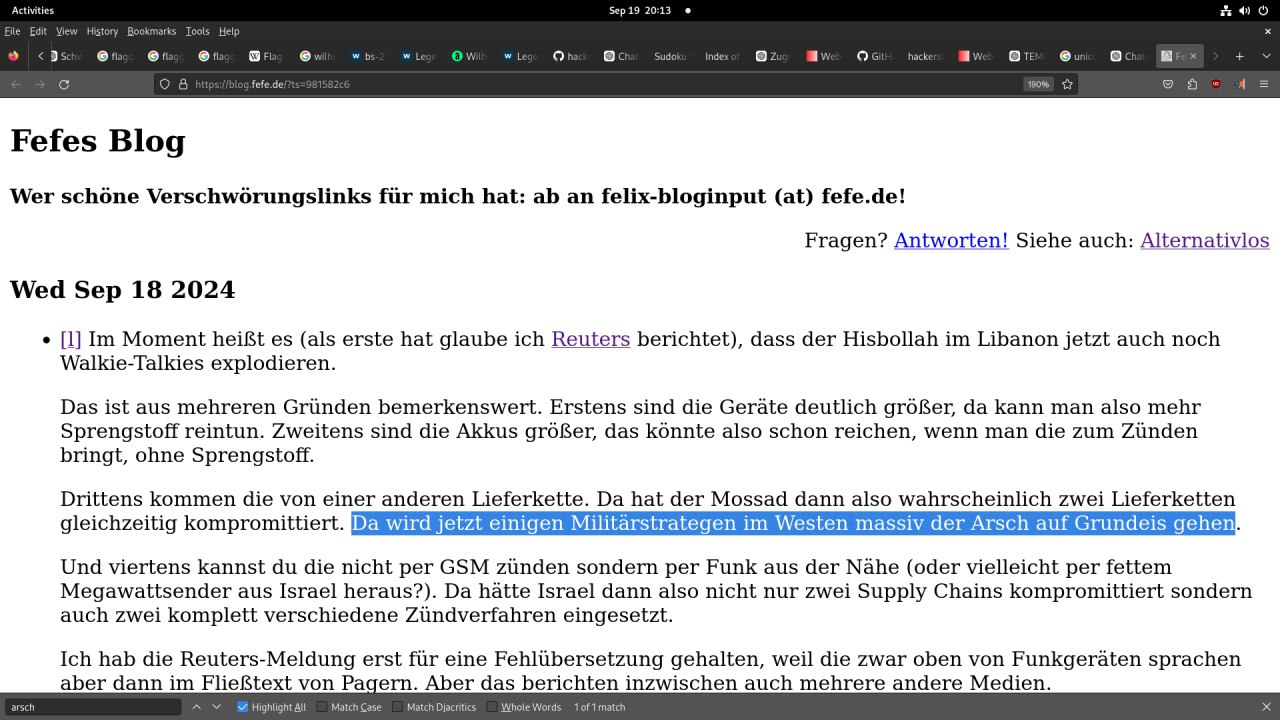 Activities
Sep 19 20:13
File Edit View History Bookmarks Tools Help
Schw flagg flagg flagg Flag wilhe bs-2 Lege Wilh Lege hack Chat Sudoku Index of Zugr Web GitH hackers Web TEM unico Chat Fe
https://blog.fefe.de/?ts=981582c6
190%
Fefes Blog
Wer schöne Verschwörungslinks für mich hat: ab an felix-bloginput (at) fefe.de!
Fragen? Antworten! Siehe auch: Alternativlos
Wed Sep 18 2024
[l] Im Moment heißt es (als erste hat glaube ich Reuters berichtet), dass der Hisbollah im Libanon jetzt auch noch
Walkie-Talkies explodieren.
Das ist aus mehreren Gründen bemerkenswert. Erstens sind die Geräte deutlich größer, da kann man also mehr
Sprengstoff reintun. Zweitens sind die Akkus größer, das könnte also schon reichen, wenn man die zum Zünden
bringt, ohne Sprengstoff.
Drittens kommen die von einer anderen Lieferkette. Da hat der Mossad dann also wahrscheinlich zwei Lieferketten
gleichzeitig kompromittiert. Da wird jetzt einigen Militärstrategen im Westen massiv der Arsch auf Grundeis gehen.
Und viertens kannst du die nicht per GSM zünden sondern per Funk aus der Nähe (oder vielleicht per fettem
Megawattsender aus Israel heraus?). Da hätte Israel dann also nicht nur zwei Supply Chains kompromittiert sondern
auch zwei komplett verschiedene Zündverfahren eingesetzt.
Ich hab die Reuters-Meldung erst für eine Fehlübersetzung gehalten, weil die zwar oben von Funkgeräten sprachen
aber dann im Fließtext von Pagern. Aber das berichten inzwischen auch mehrere andere Medien.
arsch
Highlight All Match Case Match Diacritics Whole Words 1 of 1 match